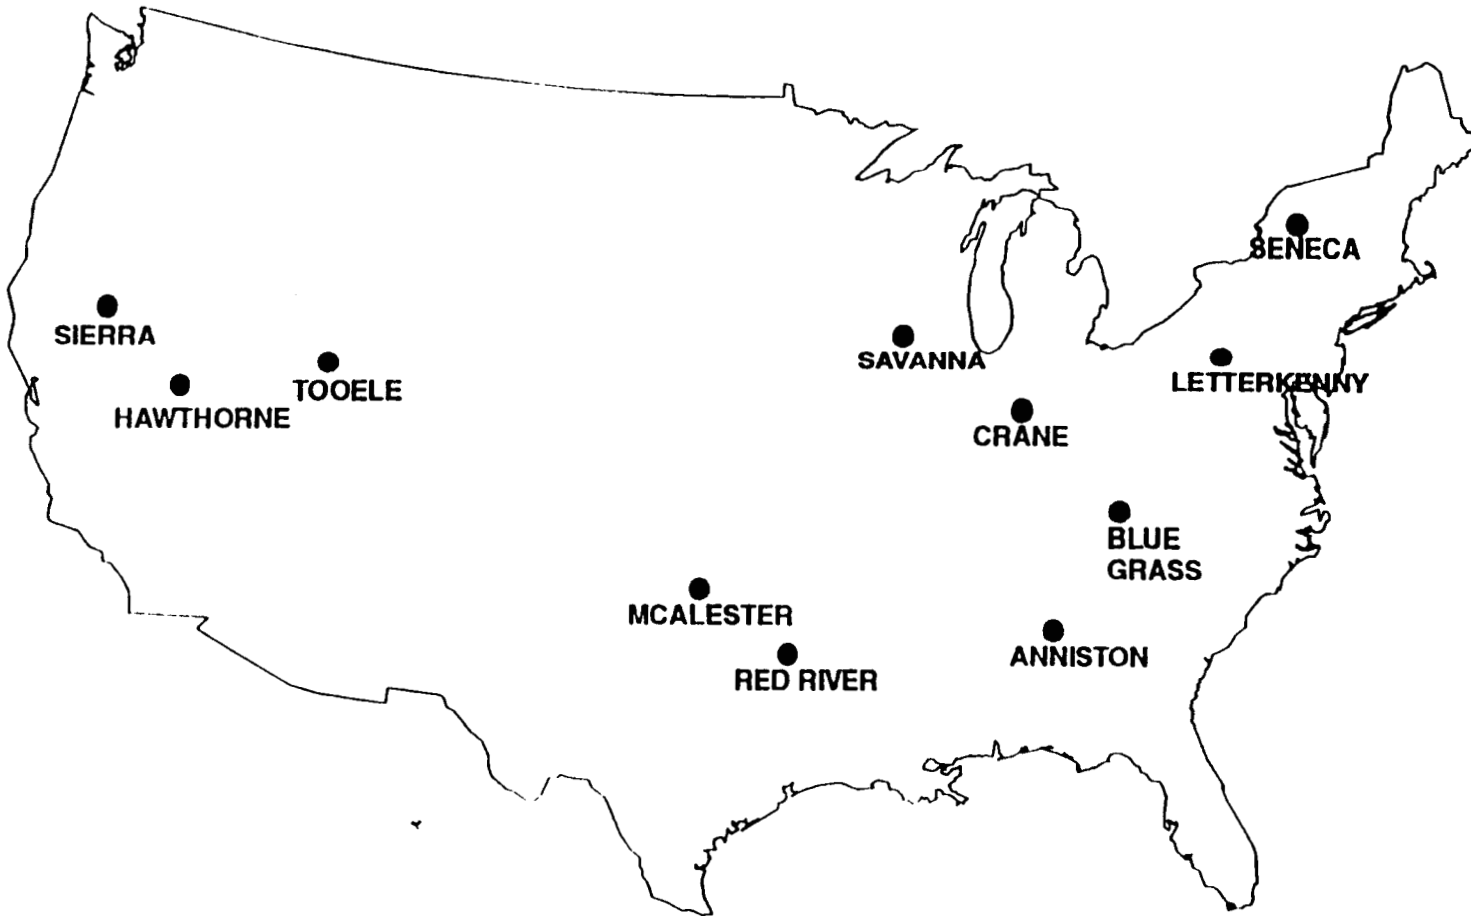 SENECA
SIERRA
SAVANNA
TOOELE
LETTERKENNY
HAWTHORNE
CRANE
BLUE
GRASS
MCALESTER
ANNISTON
RED RIVER